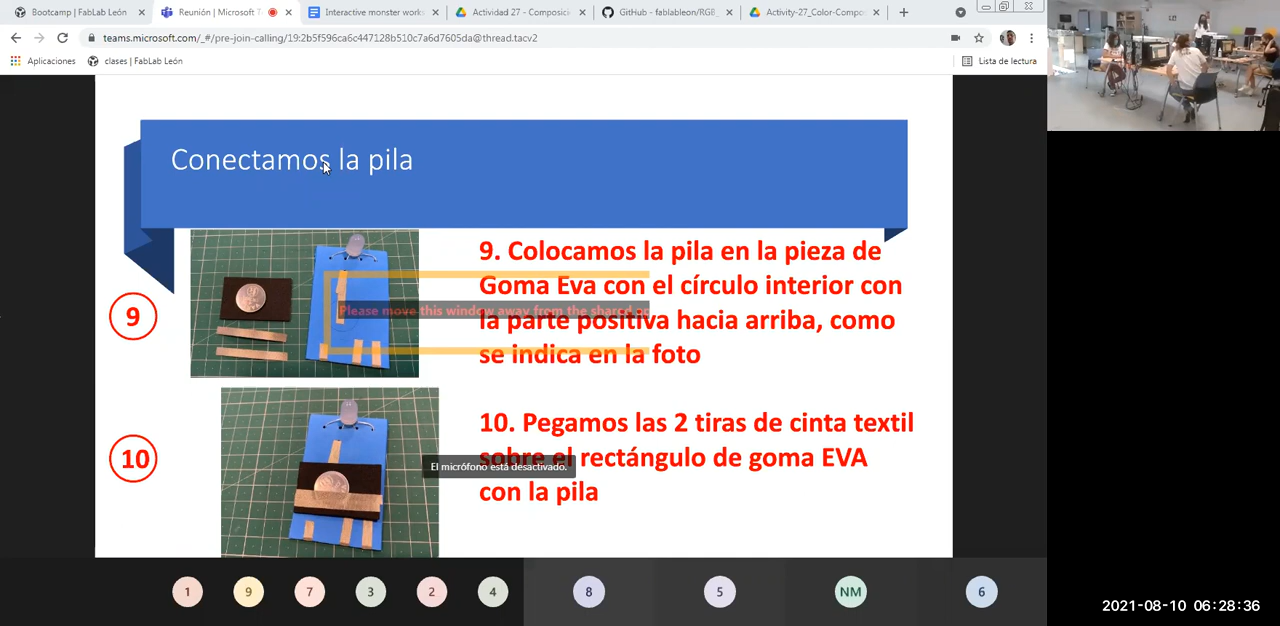 Bootcamp | FabLab León
Reunión | Microsoft T
Interactive monster works
Actividad 27 - Composici
GitHub - fablableon/RGB_
Activity-27_Color-Compo
teams.microsoft.com/_#/pre-join-calling/19:2b5f596ca6c447128b510c7a6d7605da@thread.tacv2
Aplicaciones
clases | FabLab León
Lista de lectura
Conectamos la pila
9
9. Colocamos la pila en la pieza de
Goma Eva con el círculo interior con
la parte positiva hacia arriba, como
se indica en la foto
Please move this window away from the shared
10
10. Pegamos las 2 tiras de cinta textil
sobre el rectángulo de goma EVA
con la pila
El micrófono está desactivado.
1
9
7
3
2
4
8
5
NM
6
2021-08-10 06:28:36